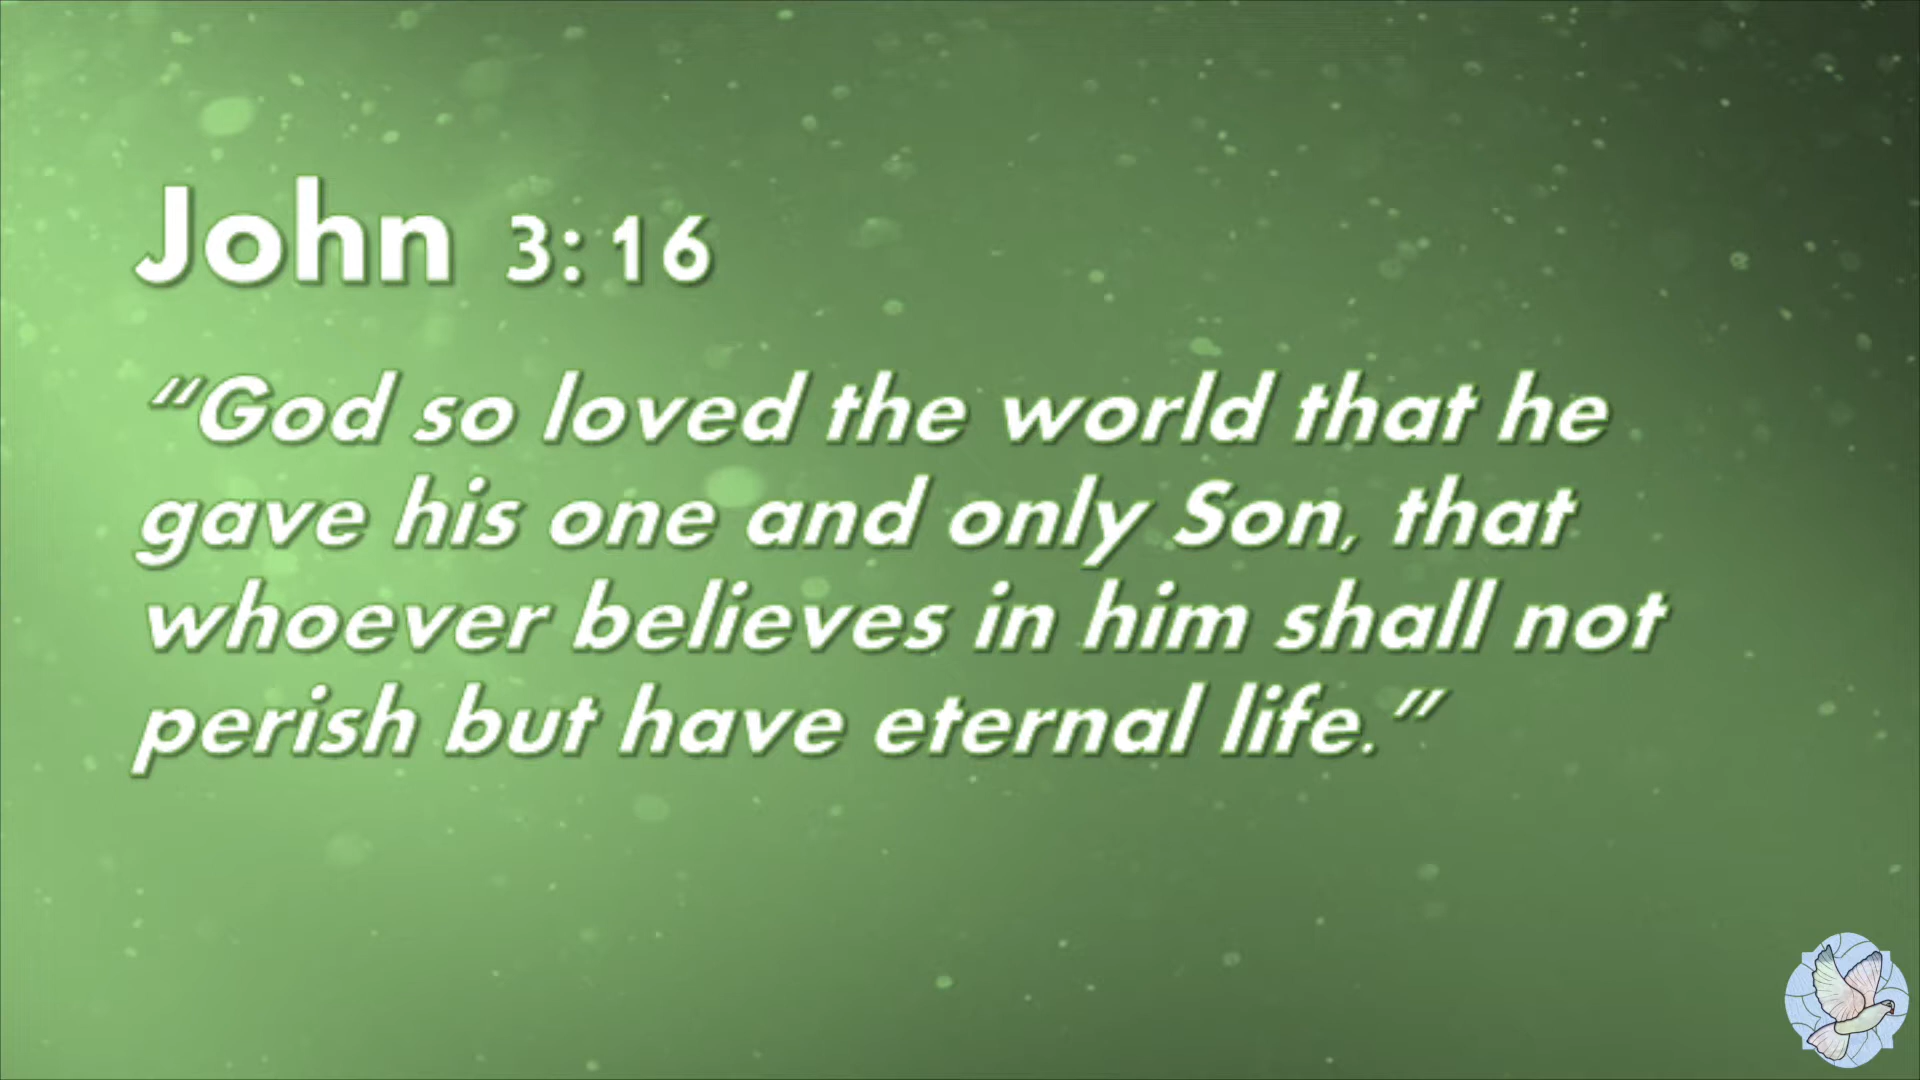 John 3:16
“God so loved the world that he
gave his one and only Son, that
whoever believes in him shall not
perish but have eternal life.”